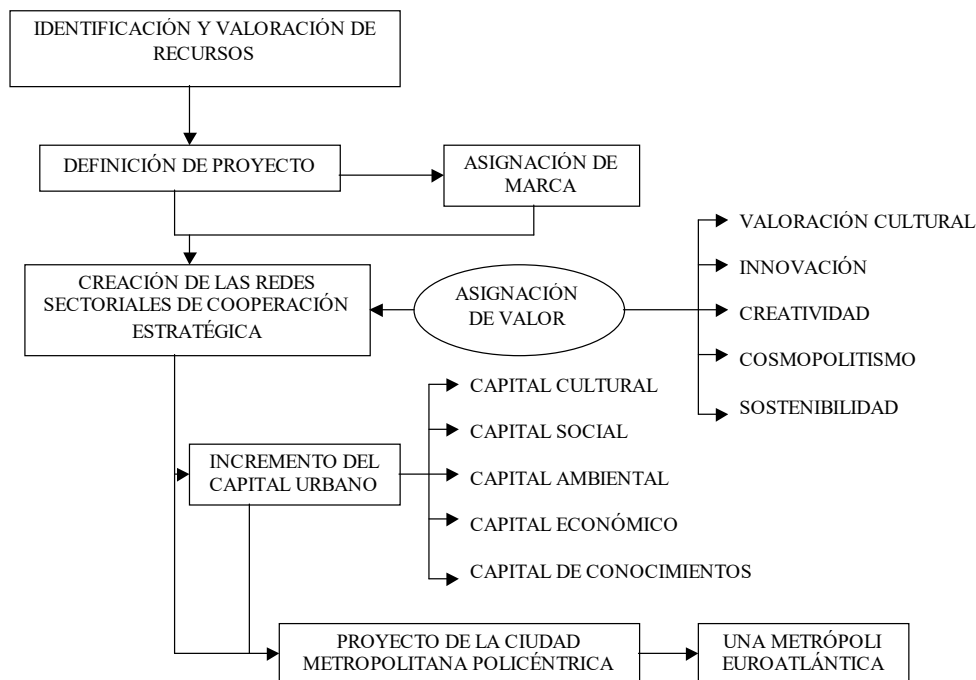 IDENTIFICACIÓN Y VALORACIÓN DE
RECURSOS
DEFINICIÓN DE PROYECTO
ASIGNACIÓN DE
MARCA
CREACIÓN DE LAS REDES
SECTORIALES DE COOPERACIÓN
ESTRATÉGICA
ASIGNACIÓN
DE VALOR
VALORACIÓN CULTURAL
INNOVACIÓN
CREATIVIDAD
COSMOPOLITISMO
SOSTENIBILIDAD
INCREMENTO DEL
CAPITAL URBANO
CAPITAL CULTURAL
CAPITAL SOCIAL
CAPITAL AMBIENTAL
CAPITAL ECONÓMICO
CAPITAL DE CONOCIMIENTOS
PROYECTO DE LA CIUDAD
METROPOLITANA POLICÉNTRICA
UNA METRÓPOLI
EUROATLÁNTICA